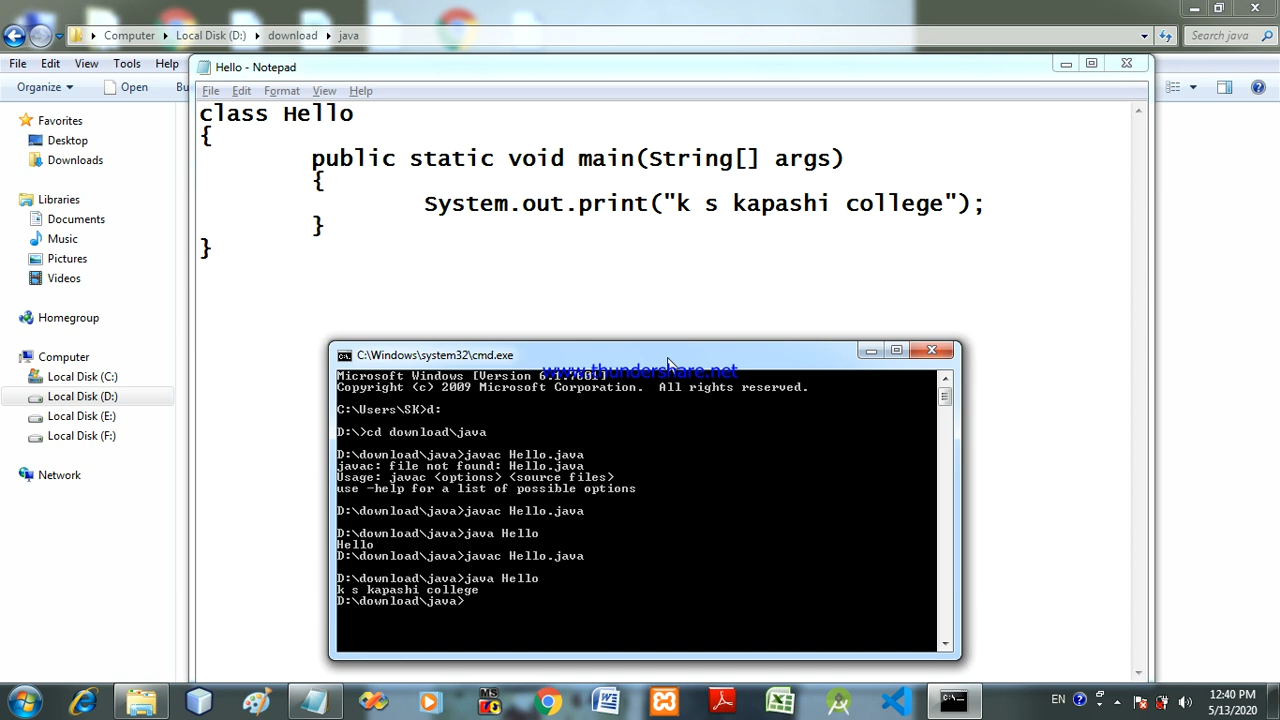 Computer Local Disk (D:) download java
Search java
File Edit View Tools Help
Hello - Notepad
Organize Open
File Edit Format View Help
Favorites
Desktop
Downloads
Libraries
Documents
Music
Pictures
Videos
Homegroup
Computer
Local Disk (C:)
Local Disk (D:)
Local Disk (E:)
Local Disk (F:)
Network
class Hello
{
public static void main(String[] args)
{
System.out.print("k s kapashi college");
}
}
C:\Windows\system32\cmd.exe
www.thundershare.net
Microsoft Windows [Version
Copyright (c) 2009 Microsoft Corporation. All rights reserved.
C:\Users\SK>d:
D:\>cd download\java
D:\download\java>javac Hello.java
javac: file not found: Hello.java
Usage: javac <options> <source files>
use -help for a list of possible options
D:\download\java>javac Hello.java
D:\download\java>java Hello
Hello
D:\download\java>javac Hello.java
D:\download\java>java Hello
k s kapashi college
D:\download\java>
MS
EN
12:40 PM
5/13/2020